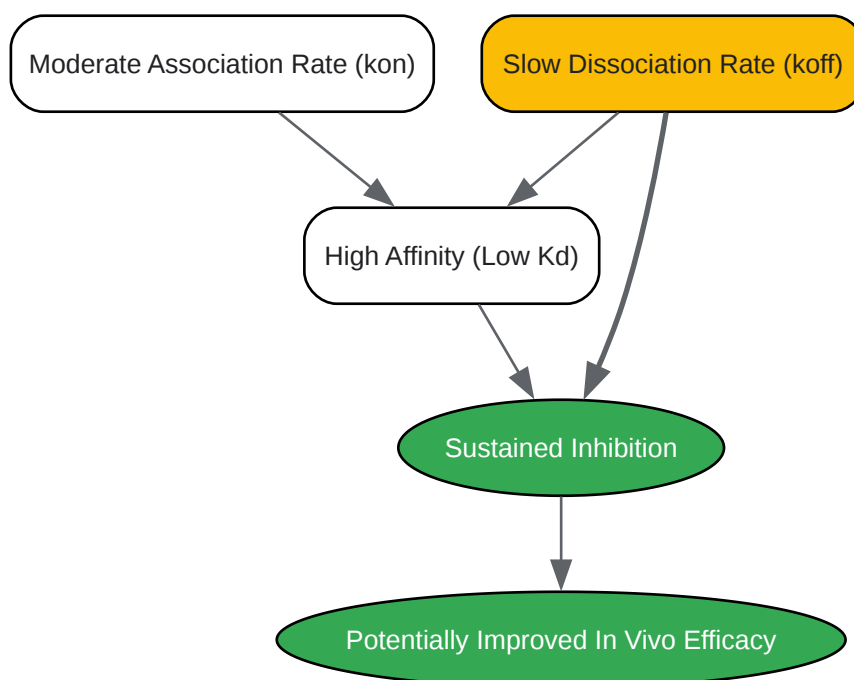 Moderate Association Rate (kon)
Slow Dissociation Rate (koff)
High Affinity (Low Kd)
Sustained Inhibition
Potentially Improved In Vivo Efficacy